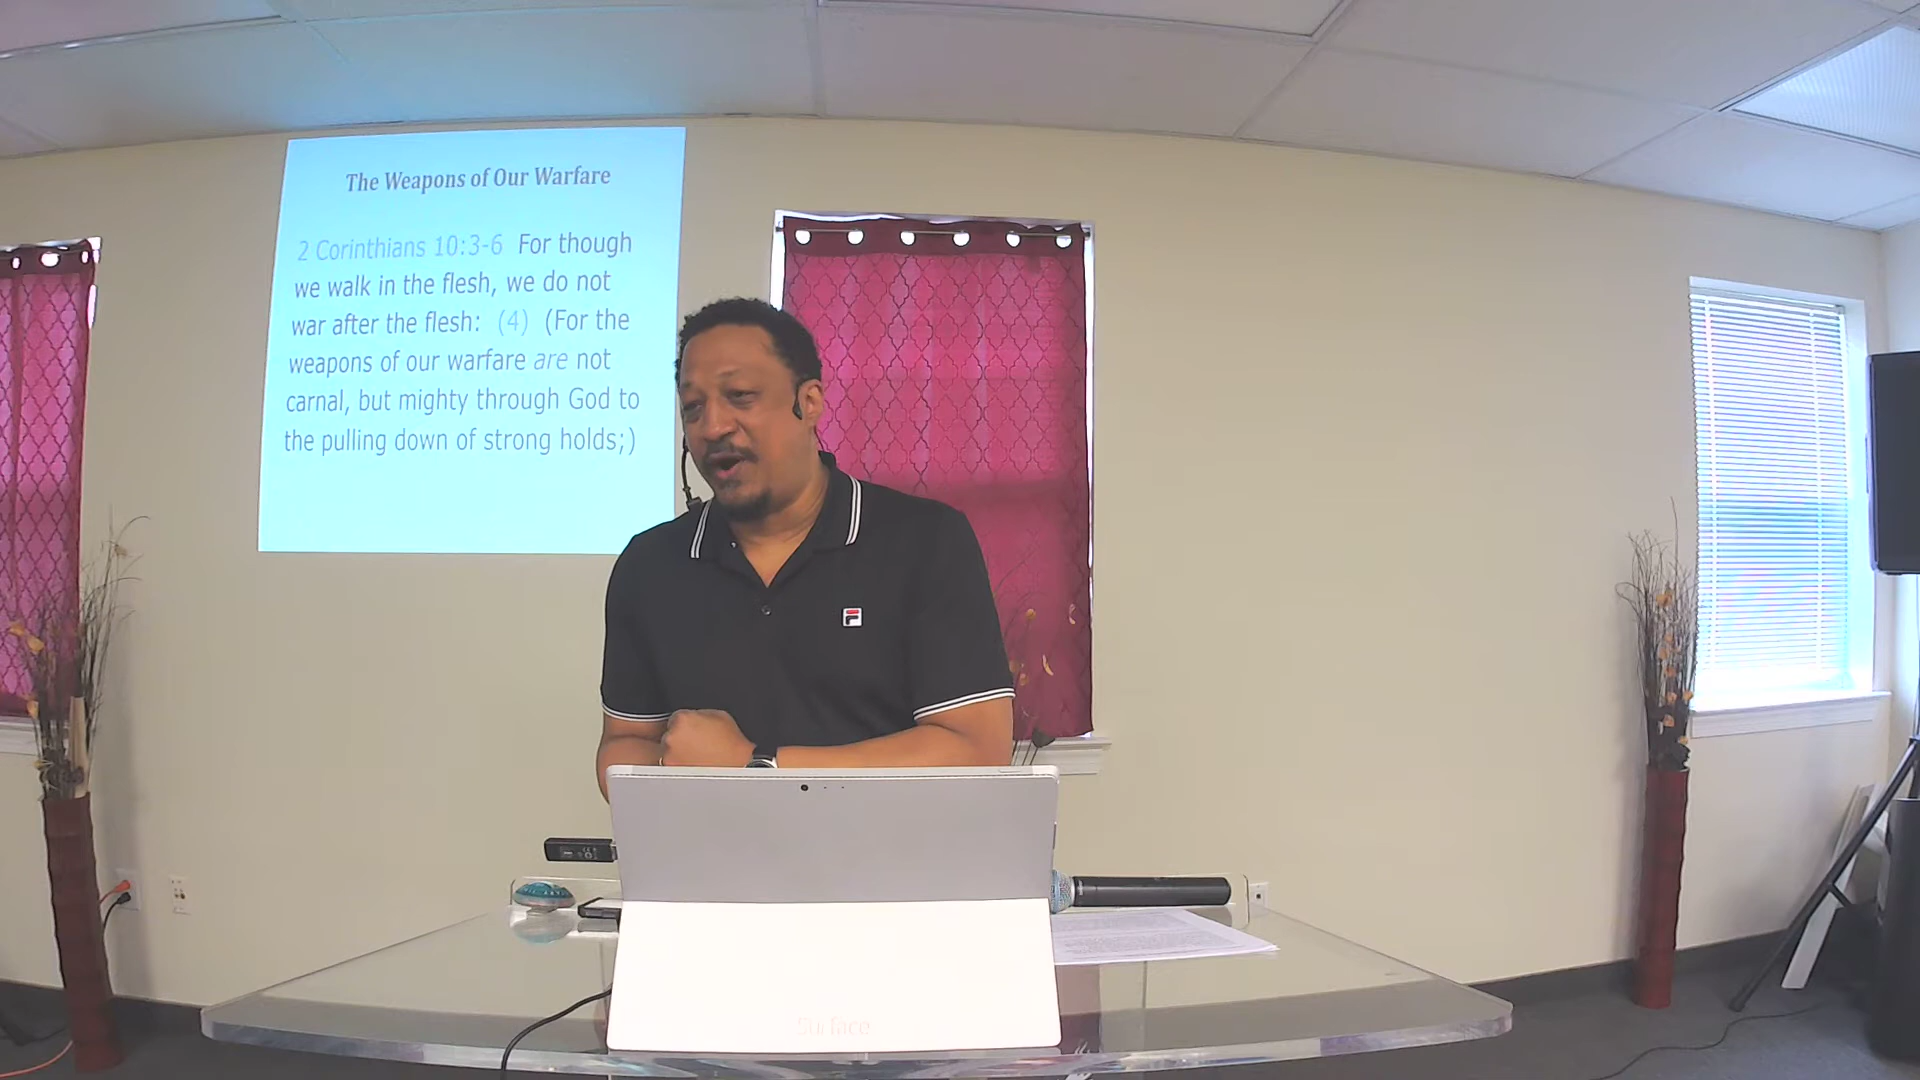 The Weapons of Our Warfare
2 Corinthians 10:3-6 For though
we walk in the flesh, we do not
war after the flesh: (4) (For the
weapons of our warfare are not
carnal, but mighty through God to
the pulling down of strong holds;)
Surface